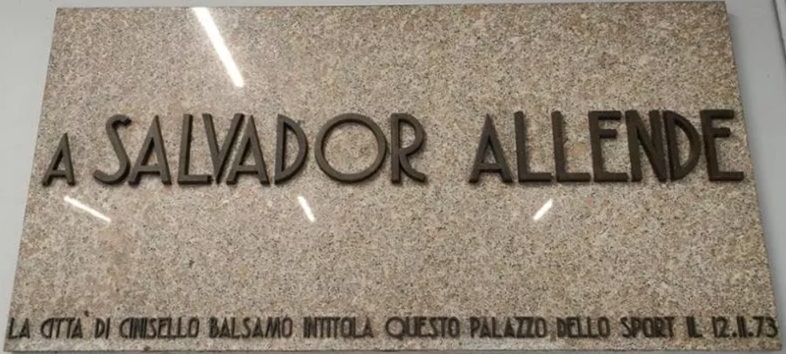 A SALVADOR ALLENDE
LA CITTÀ DI CINISELLO BALSAMO INTITOLA QUESTO PALAZZO DELLO SPORT IL 12.11.73